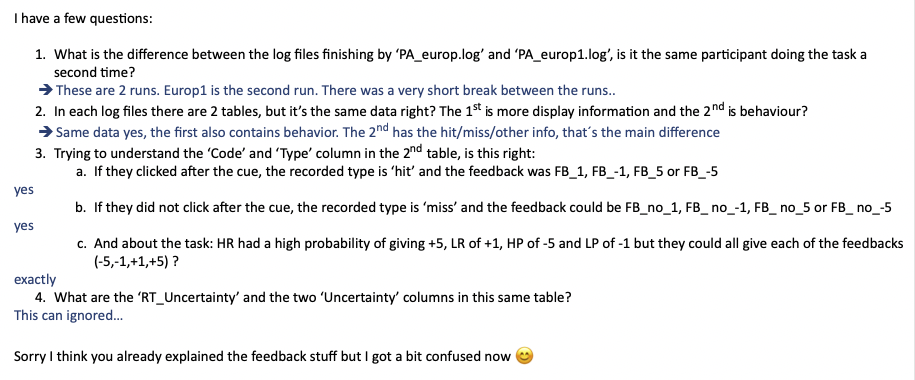 I have a few questions:
1. What is the difference between the log files finishing by ‘PA_europ.log’ and ‘PA_europ1.log’, is it the same participant doing the task a
second time?
➔ These are 2 runs. Europ1 is the second run. There was a very short break between the runs..
2. In each log files there are 2 tables, but it’s the same data right? The 1st is more display information and the 2nd is behaviour?
➔ Same data yes, the first also contains behavior. The 2nd has the hit/miss/other info, that´s the main difference
3. Trying to understand the ‘Code’ and ‘Type’ column in the 2nd table, is this right:
a. If they clicked after the cue, the recorded type is ‘hit’ and the feedback was FB_1, FB_-1, FB_5 or FB_-5
yes
b. If they did not click after the cue, the recorded type is ‘miss’ and the feedback could be FB_no_1, FB_ no_-1, FB_ no_5 or FB_ no_-5
yes
c. And about the task: HR had a high probability of giving +5, LR of +1, HP of -5 and LP of -1 but they could all give each of the feedbacks
(-5,-1,+1,+5) ?
exactly
4. What are the ‘RT_Uncertainty’ and the two ‘Uncertainty’ columns in this same table?
This can ignored…
Sorry I think you already explained the feedback stuff but I got a bit confused now 😊